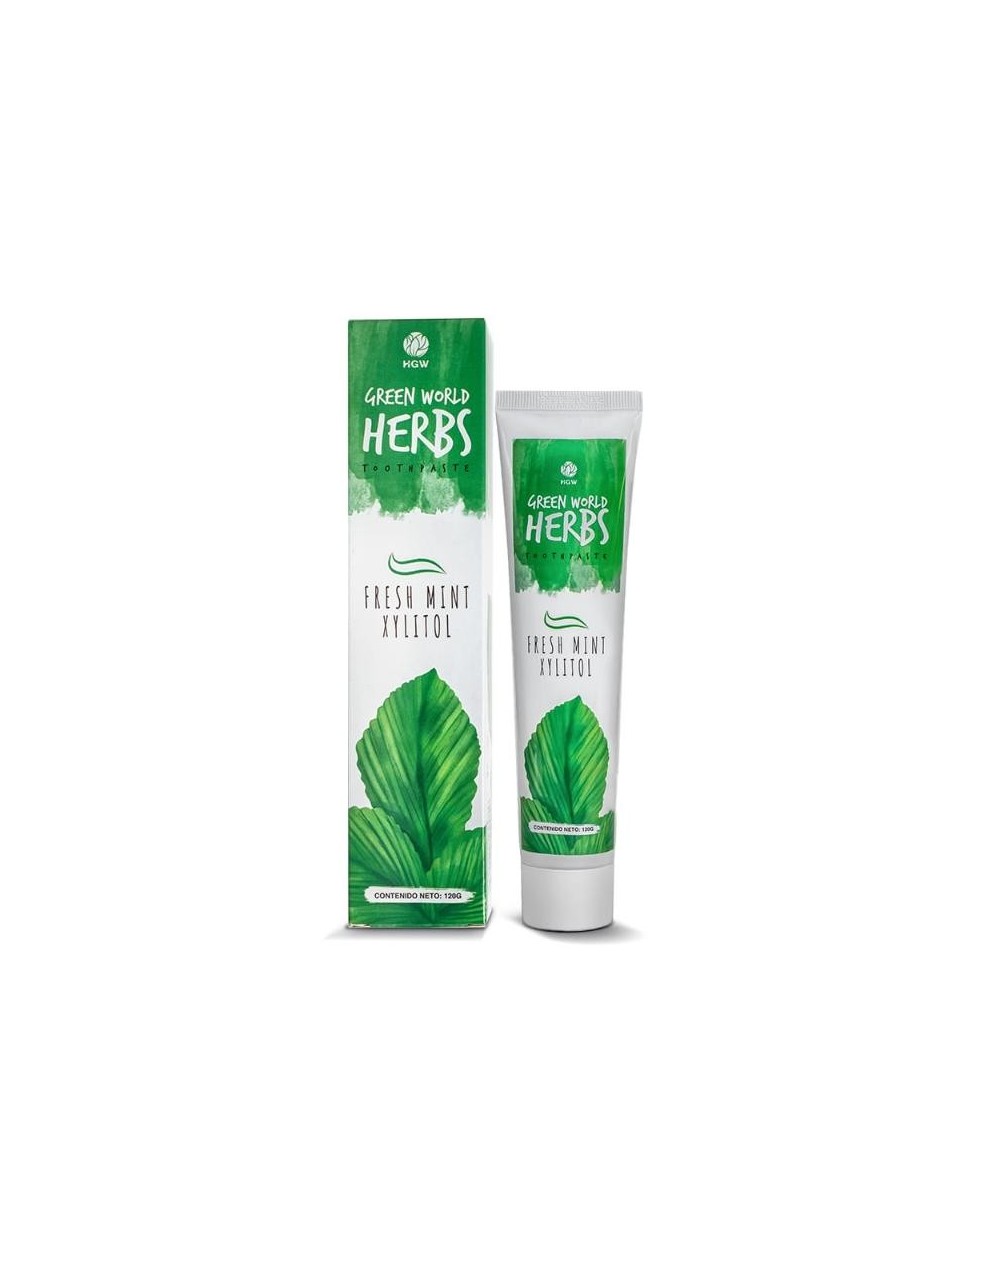 HGW
GREEN WORLD
HERBS
TOOTHPASTE
FRESH MINT
XYLITOL
CONTENIDO NETO: 120G
HGW
GREEN WORLD
HERBS
TOOTHPASTE
FRESH MINT
XYLITOL
CONTENIDO NETO: 120G